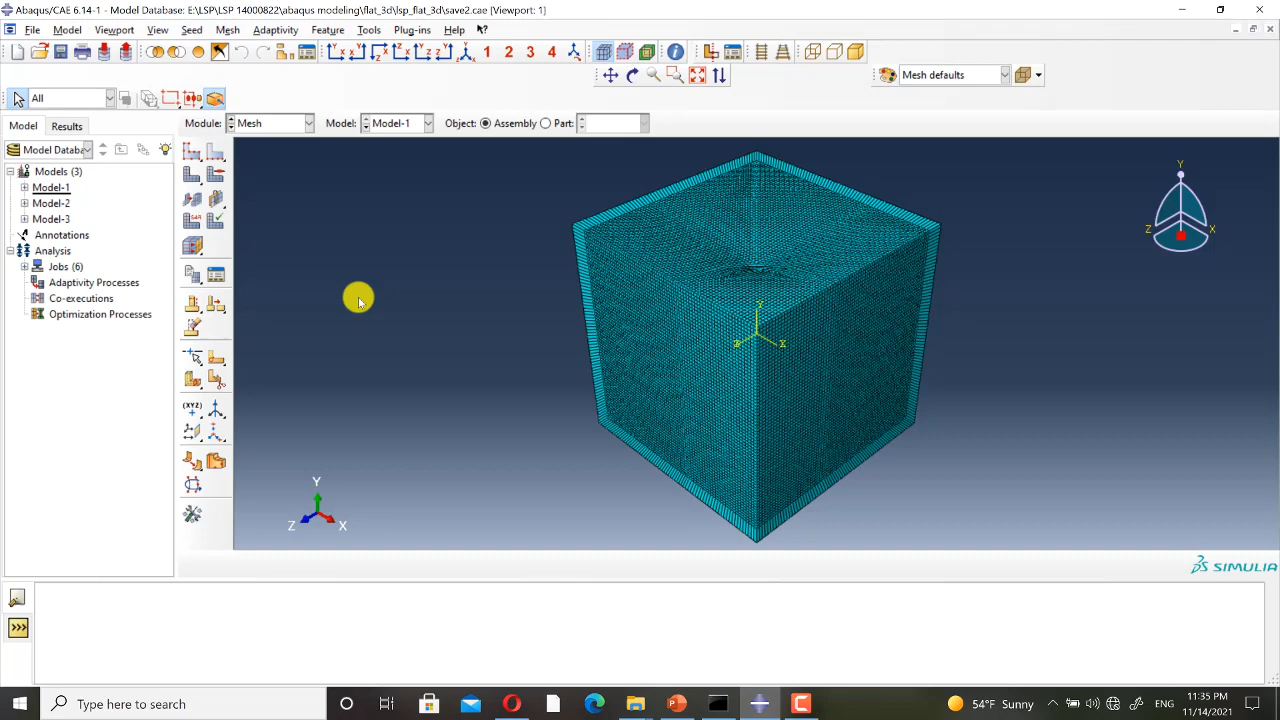 Abaqus/CAE 6.14-1 - Model Database: E:\LSP\LSP 14000822\abaqus modeling\flat_3d\lsp_flat_3d\save2.cae [Viewport: 1]
File Model Viewport View Seed Mesh Adaptivity Feature Tools Plug-ins Help
1 2 3 4
Mesh defaults
All
Model Results
Module: Mesh Model: Model-1 Object: Assembly Part:
Model Databa
Models (3)
Model-1
Model-2
Model-3
Annotations
Analysis
Jobs (6)
Adaptivity Processes
Co-executions
Optimization Processes
(XYZ)
Y
Z X
Y
Z X
Y
Z X
SIMULIA
>>>
Type here to search
54°F Sunny
ENG
11:35 PM
11/14/2021